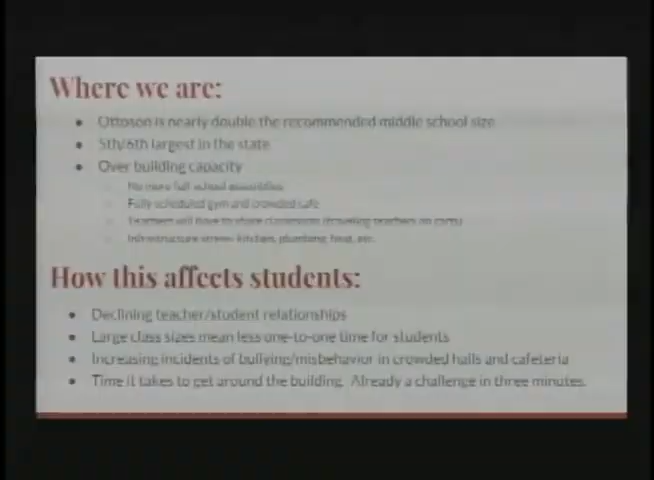 Where we are:
• Ottoson is nearly double the recommended middle school size
• 5th/6th largest in the state
• Over building capacity
No more full school assemblies
Fully scheduled gym and crowded cafe
Teachers will have to share classrooms (traveling teachers on carts)
Infrastructure stress- kitchen, plumbing, heat, etc.
How this affects students:
• Declining teacher/student relationships
• Large class sizes mean less one-to-one time for students
• Increasing incidents of bullying/misbehavior in crowded halls and cafeteria
• Time it takes to get around the building. Already a challenge in three minutes.